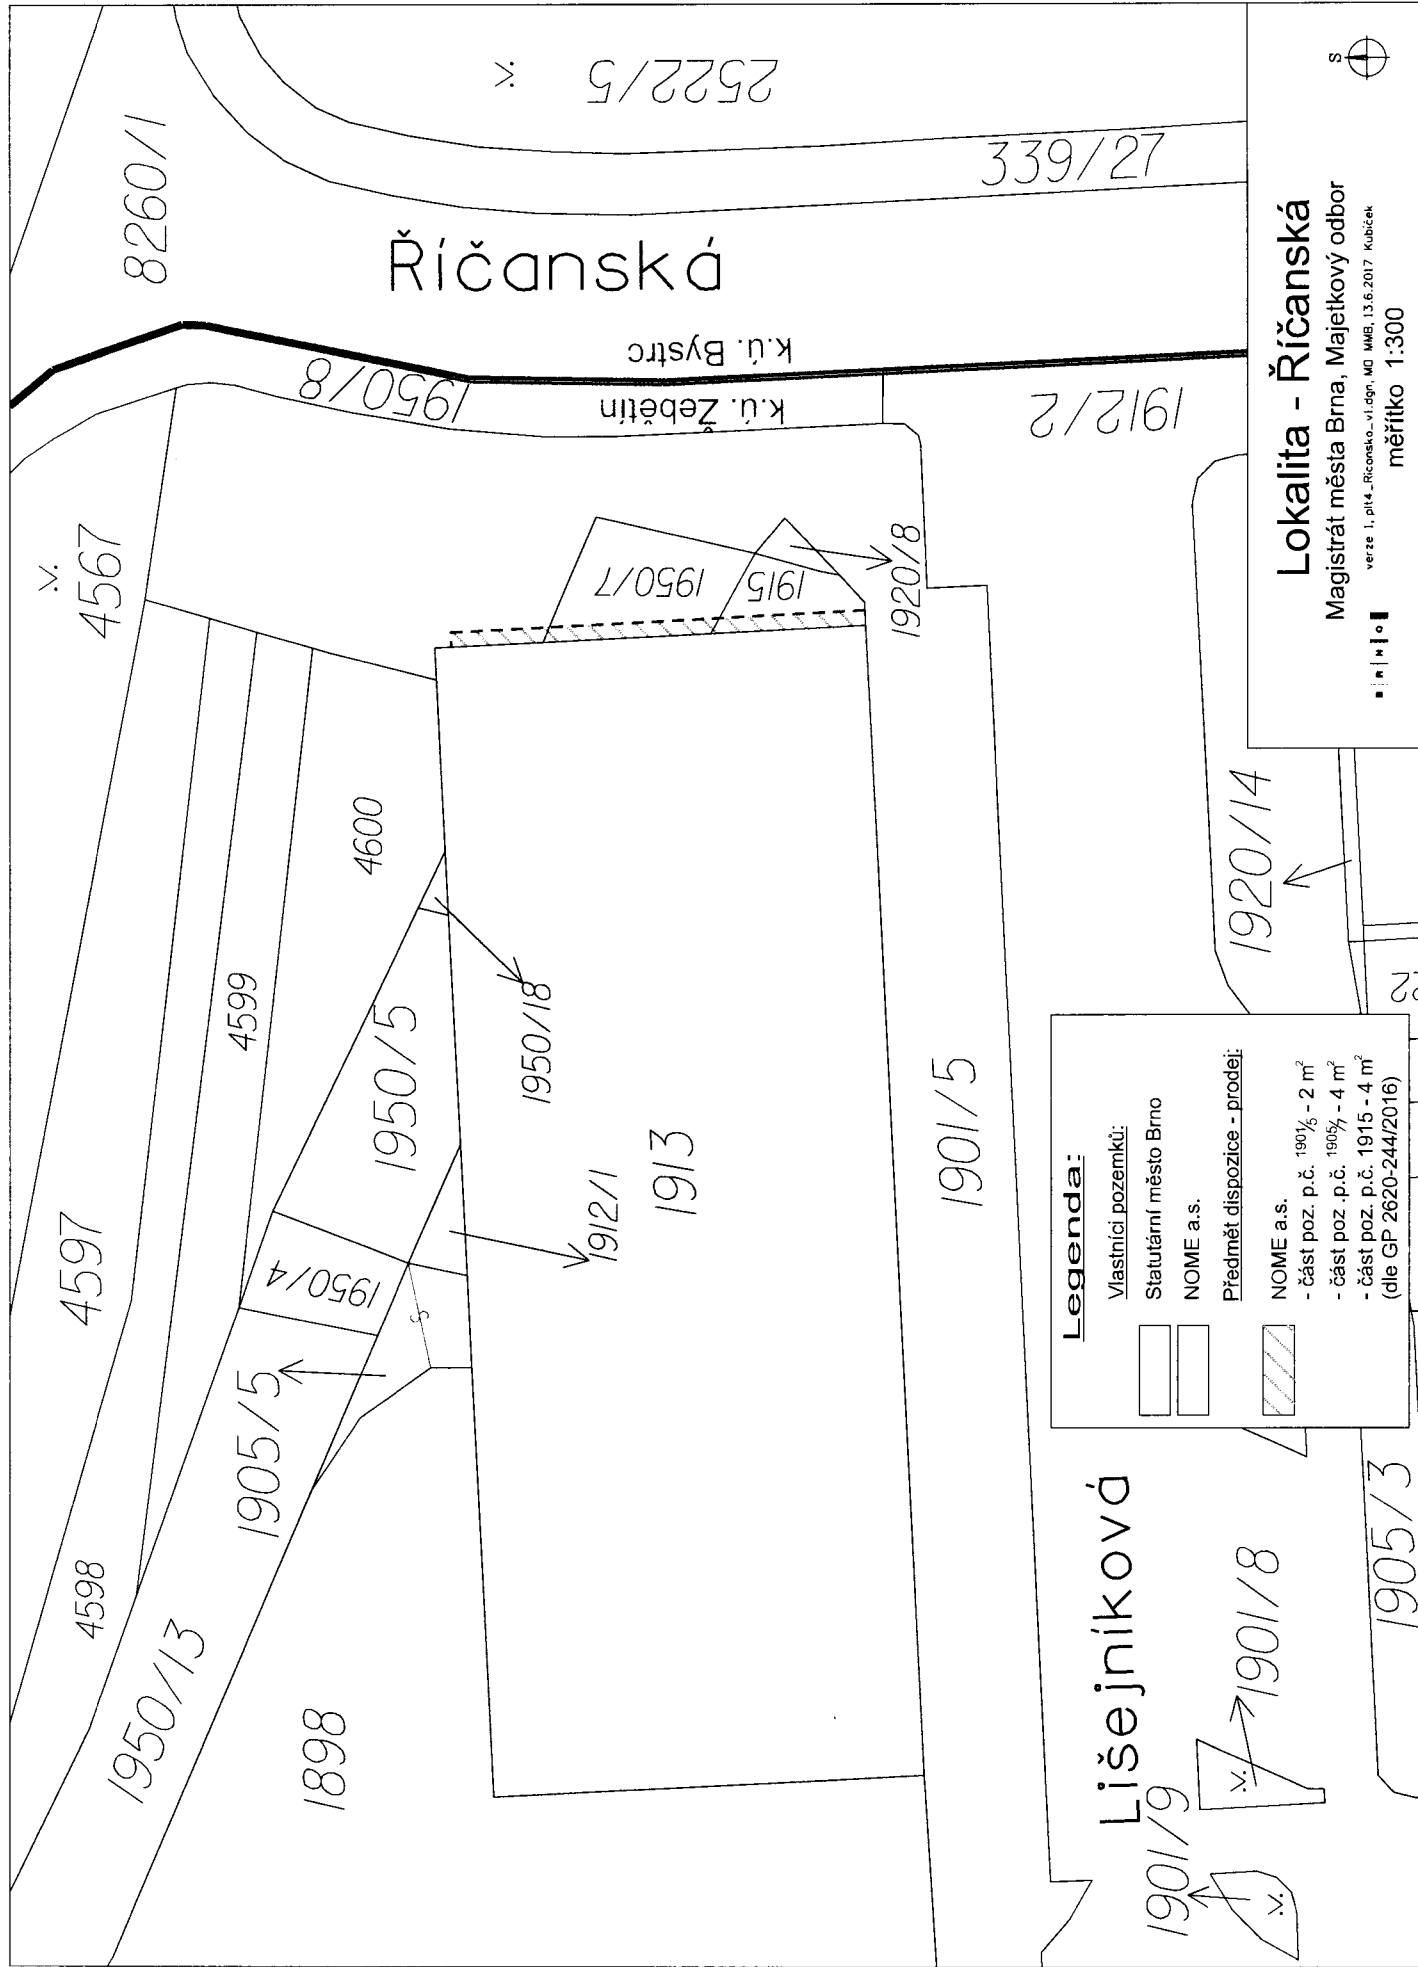 8260/1
2522/5
339/27
Říčanská
k.ú. Bystrc
k.ú. Žebětín
1950/8
1912/2
4567
1950/7
1915
1920/8
4600
4599
4597
4598
1950/5
1950/18
1950/4
1912/1
1913
1905/5
1950/13
1898
1901/5
1920/14
Lišejníková
1901/8
1901/9
1905/3
Legenda:
Vlastníci pozemků:
Statutární město Brno
NOME a.s.
Předmět dispozice - prodej:
NOME a.s.
- část poz. p.č. 1901/5 - 2 m²
- část poz .p.č. 1905/7 - 4 m²
- část poz. p.č. 1915 - 4 m²
(dle GP 2620-244/2016)
Lokalita - Říčanská
Magistrát města Brna, Majetkový odbor
verze 1, plt4_Ricanska_v1.dgn, MO MMB, 13.6.2017 Kubíček
měřítko 1:300
S
B R N O